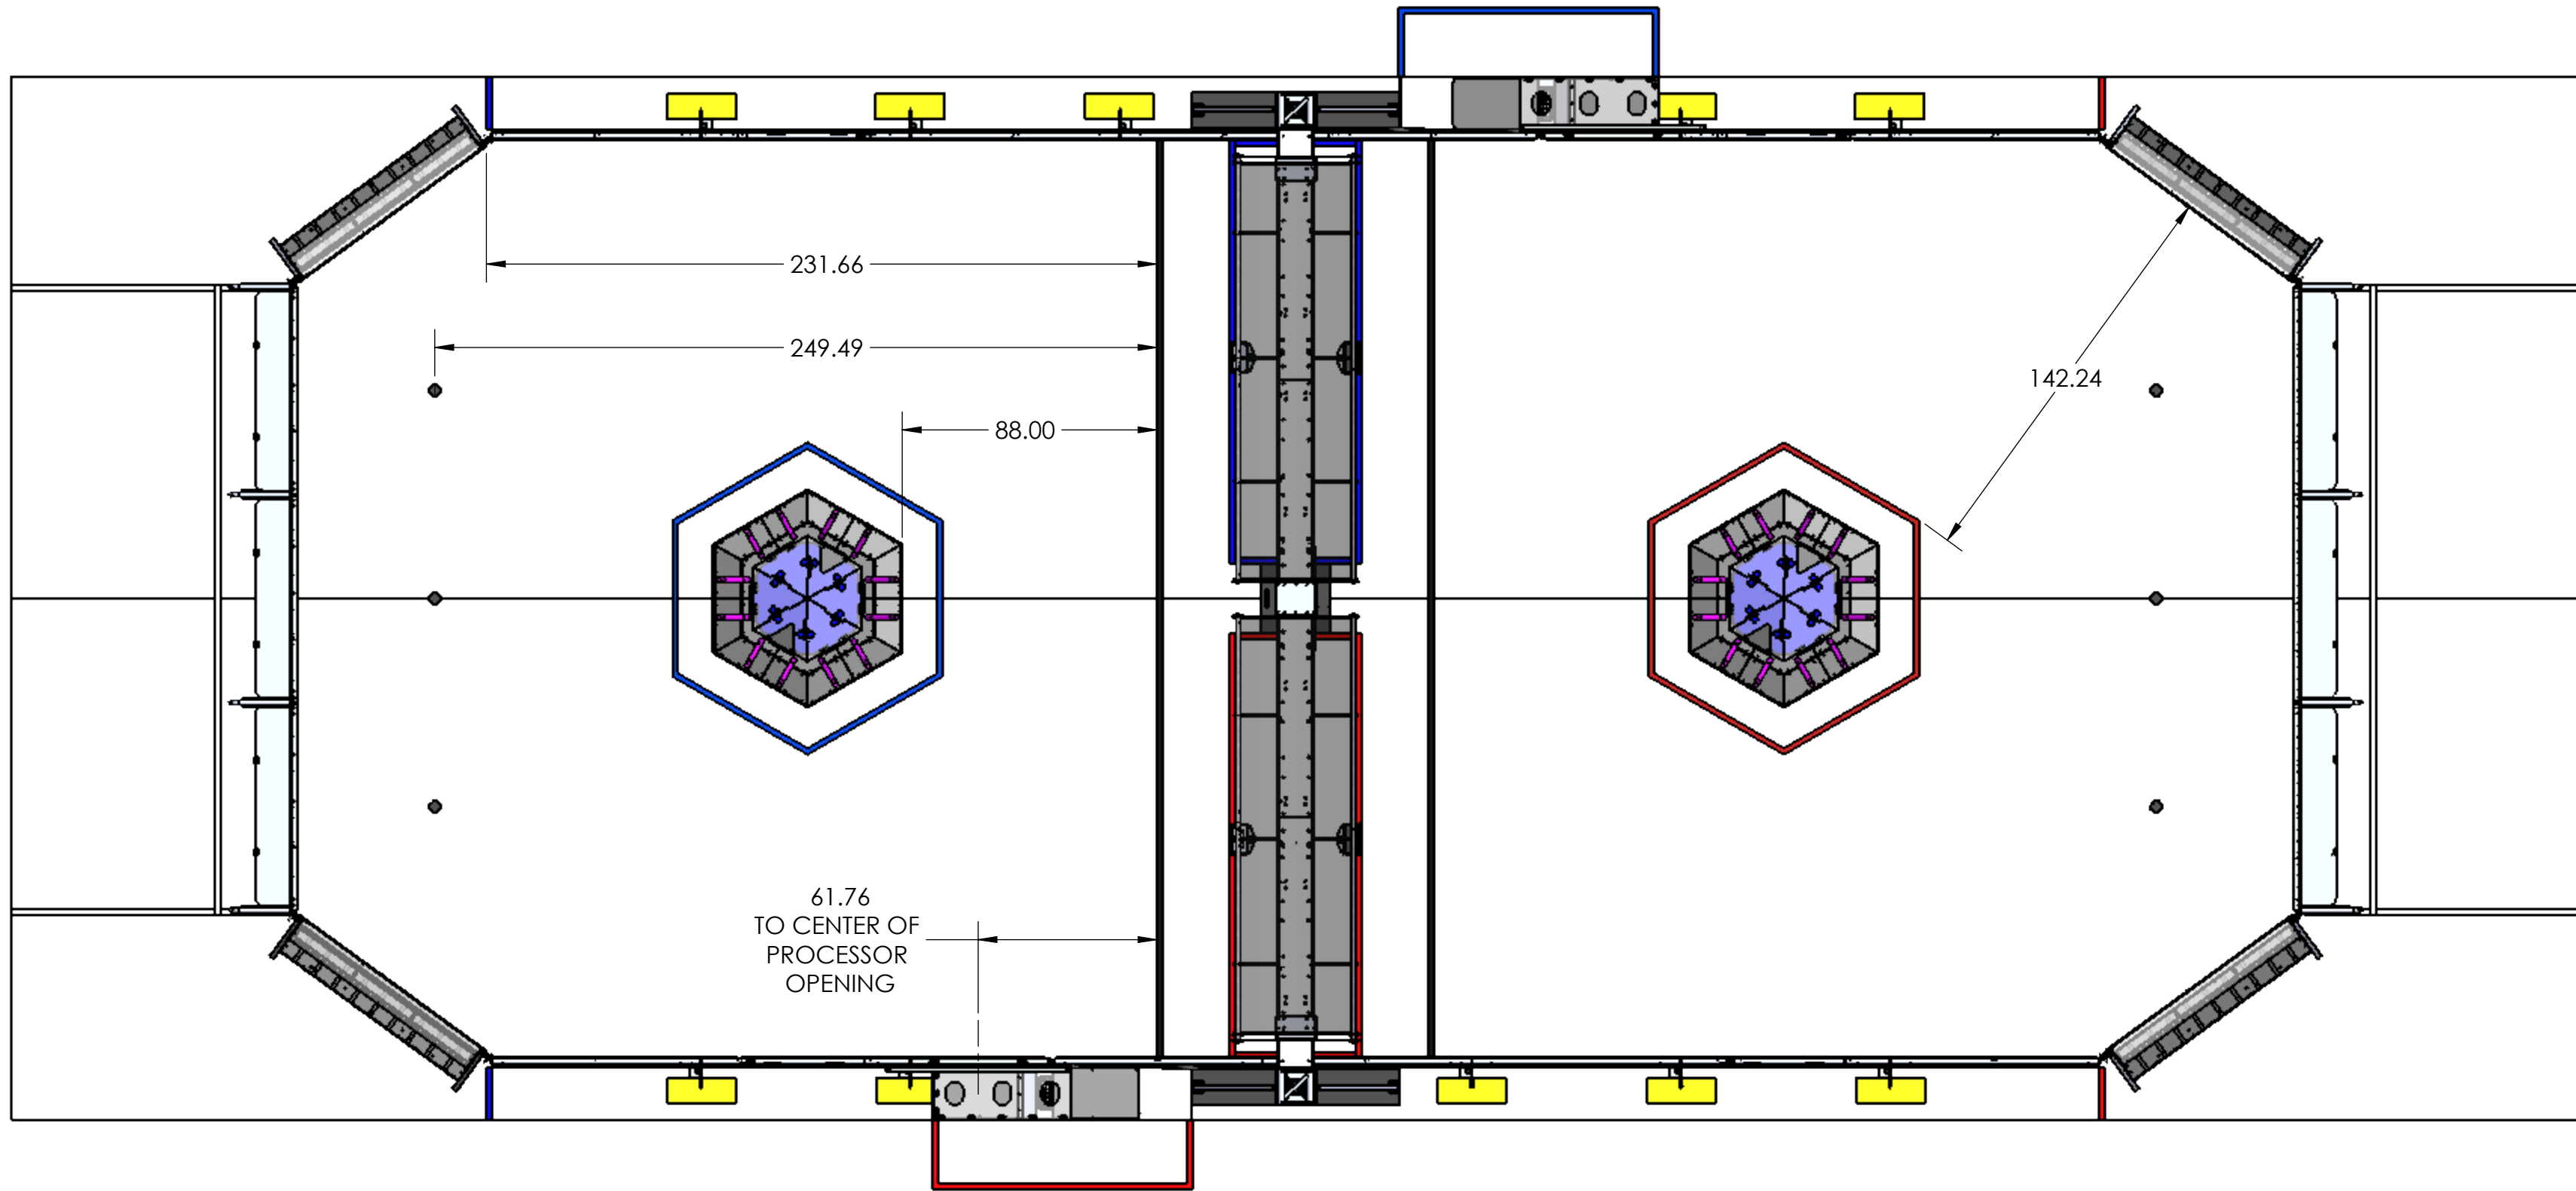 231.66
249.49
142.24
88.00
61.76
TO CENTER OF
PROCESSOR
OPENING